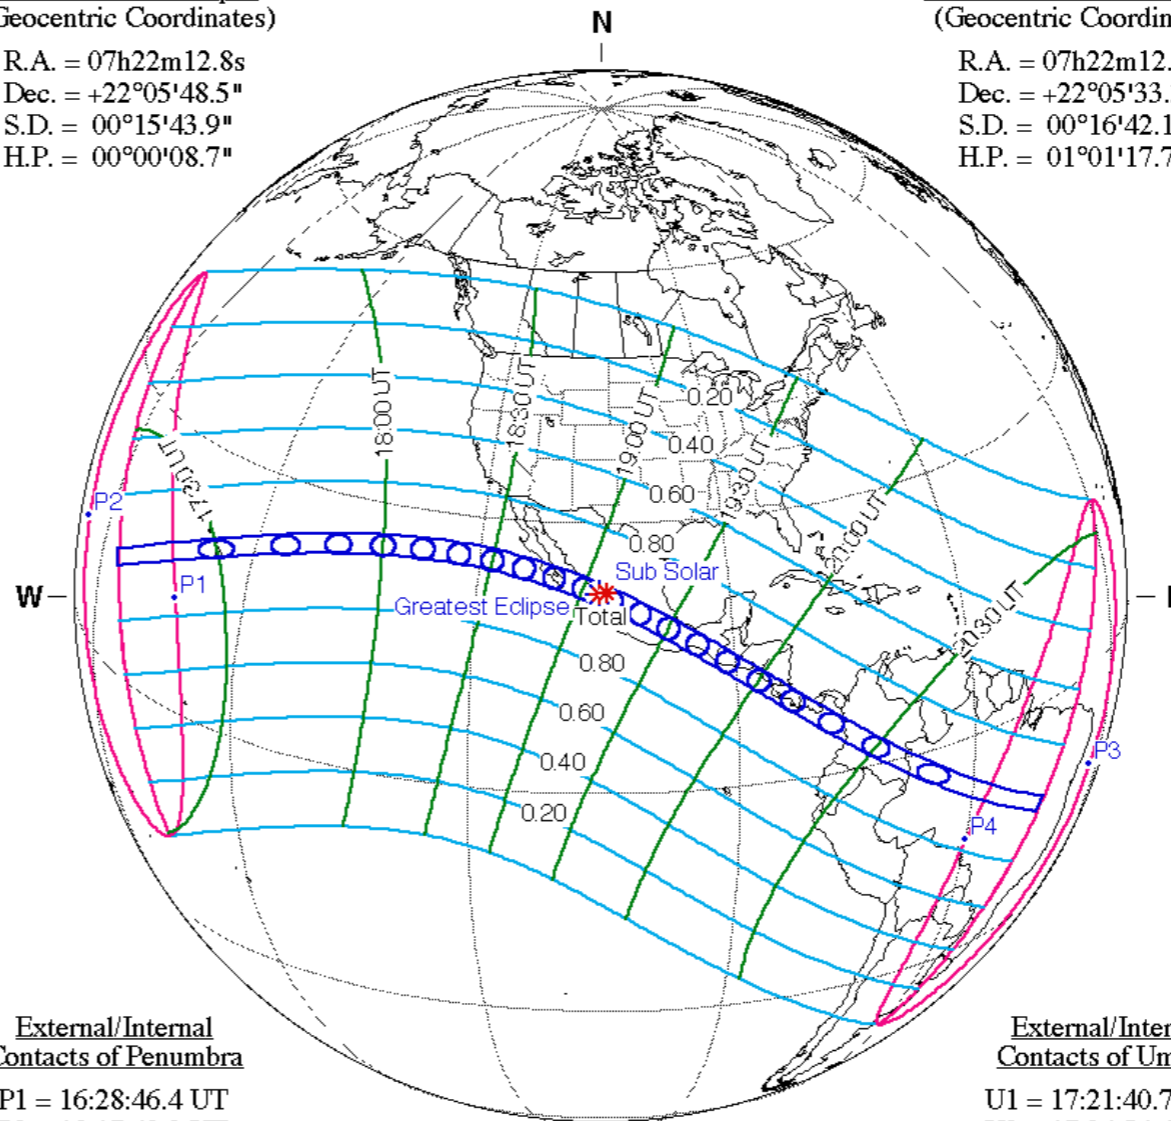 Geocentric Coordinates)
R.A. = 07h22m12.8s
Dec. = +22°05'48.5"
S.D. = 00°15'43.9"
H.P. = 00°00'08.7"
N
(Geocentric Coordin
R.A. = 07h22m12.
Dec. = +22°05'33.
S.D. = 00°16'42.1
H.P. = 01°01'17.7
18:00 UT
18:30 UT
19:00 UT
0.20
0.40
0.60
0.80
17:30 UT
19:30 UT
20:00 UT
20:30 UT
P2
P1
W
Sub Solar
Greatest Eclipse
Total
0.80
0.60
0.40
0.20
P3
P4
External/Internal
Contacts of Penumbra
P1 = 16:28:46.4 UT
External/Inter
Contacts of Um
U1 = 17:21:40.7